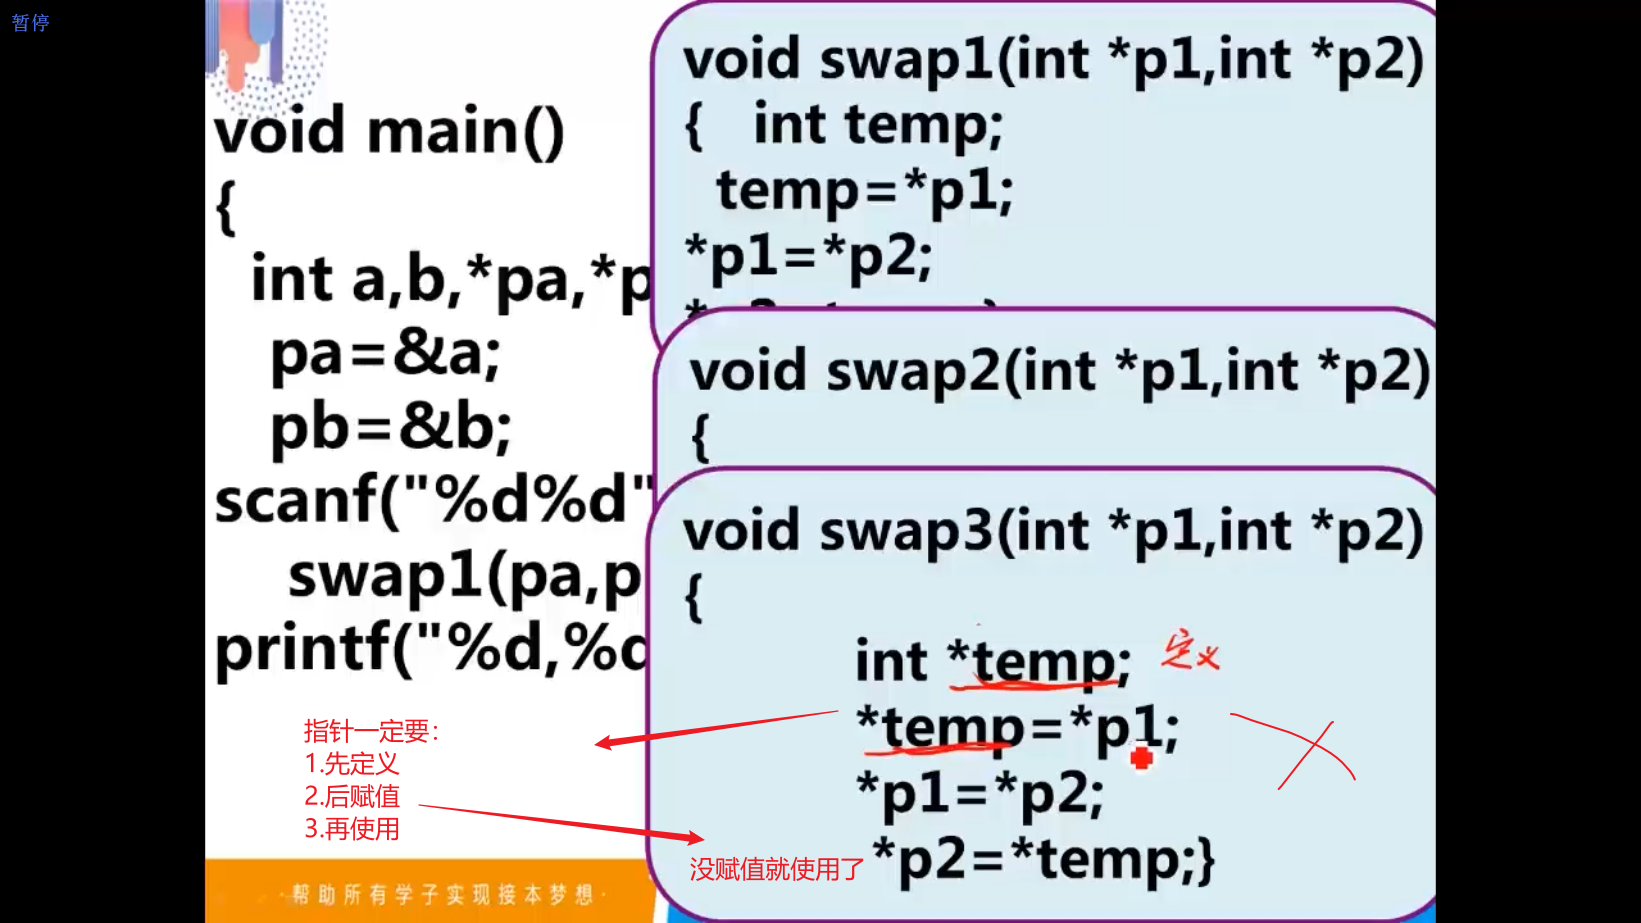 暂停
void main()
{
int a,b,*pa,*p
pa=&a;
pb=&b;
scanf("%d%d"
swap1(pa,p
printf("%d,%d
void swap1(int *p1,int *p2)
{ int temp;
temp=*p1;
*p1=*p2;
void swap2(int *p1,int *p2)
{
void swap3(int *p1,int *p2)
{
int *temp; 定义
*temp=*p1;
*p1=*p2;
*p2=*temp;}
指针一定要：
1.先定义
2.后赋值
3.再使用
没赋值就使用了
·帮助所有学子实现接本梦想·